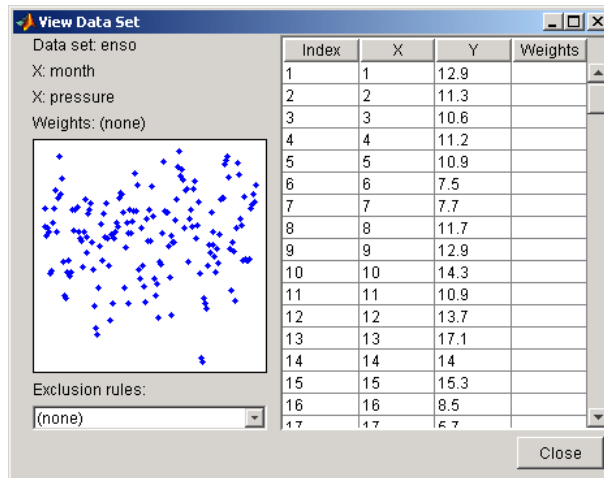 View Data Set
Data set: enso
X: month
X: pressure
Weights: (none)
Exclusion rules:
(none)
Index X Y Weights
1 1 12.9
2 2 11.3
3 3 10.6
4 4 11.2
5 5 10.9
6 6 7.5
7 7 7.7
8 8 11.7
9 9 12.9
10 10 14.3
11 11 10.9
12 12 13.7
13 13 17.1
14 14 14
15 15 15.3
16 16 8.5
17 17 5.7
Close